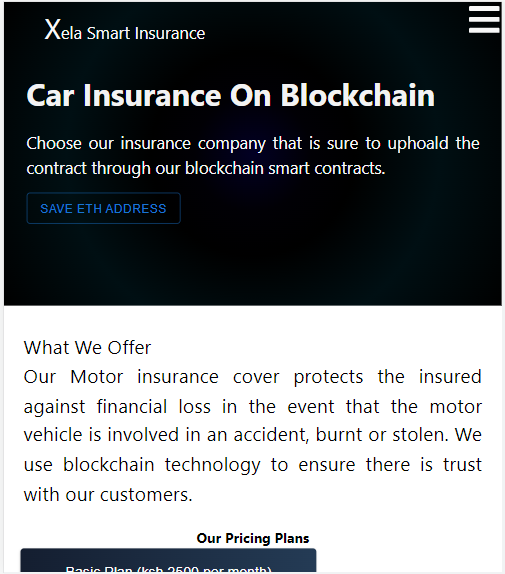 Xela Smart Insurance
Car Insurance On Blockchain
Choose our insurance company that is sure to uphoald the
contract through our blockchain smart contracts.
SAVE ETH ADDRESS
What We Offer
Our Motor insurance cover protects the insured
against financial loss in the event that the motor
vehicle is involved in an accident, burnt or stolen. We
use blockchain technology to ensure there is trust
with our customers.
Our Pricing Plans
Basic Plan (ksh 2500 per month)